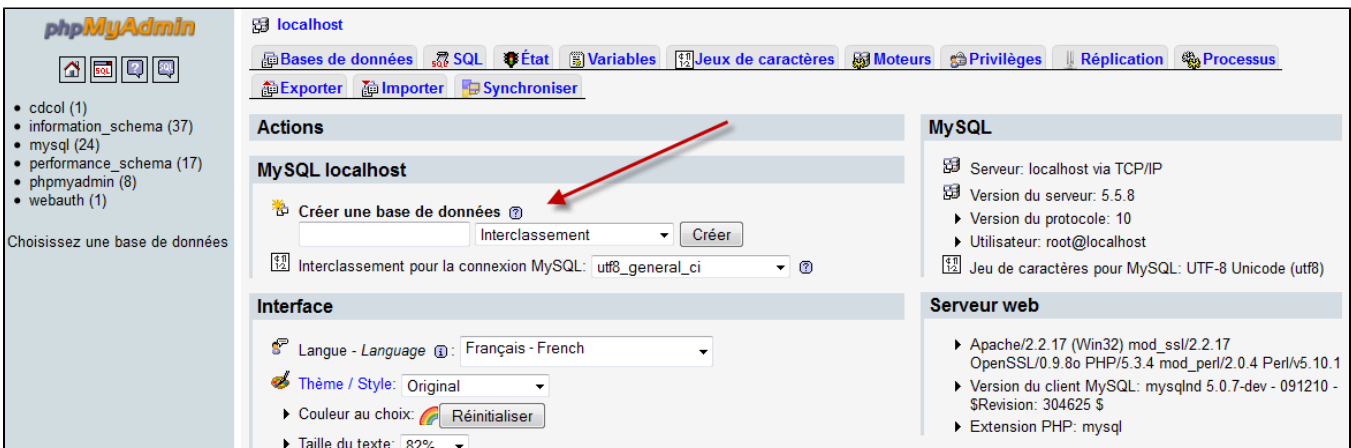 phpMyAdmin
SQL
SQL
cdcol (1)
information_schema (37)
mysql (24)
performance_schema (17)
phpmyadmin (8)
webauth (1)
Choisissez une base de données
localhost
Bases de données SQL État Variables Jeux de caractères Moteurs Privilèges Réplication Processus
Exporter Importer Synchroniser
Actions
MySQL localhost
Créer une base de données
Interclassement Créer
Interclassement pour la connexion MySQL: utf8_general_ci
Interface
Langue - Language : Français - French
Thème / Style: Original
Couleur au choix: Réinitialiser
Taille du texte: 82%
MySQL
Serveur: localhost via TCP/IP
Version du serveur: 5.5.8
Version du protocole: 10
Utilisateur: root@localhost
Jeu de caractères pour MySQL: UTF-8 Unicode (utf8)
Serveur web
Apache/2.2.17 (Win32) mod_ssl/2.2.17
OpenSSL/0.9.8o PHP/5.3.4 mod_perl/2.0.4 Perl/v5.10.1
Version du client MySQL: mysqlnd 5.0.7-dev - 091210 -
$Revision: 304625 $
Extension PHP: mysql